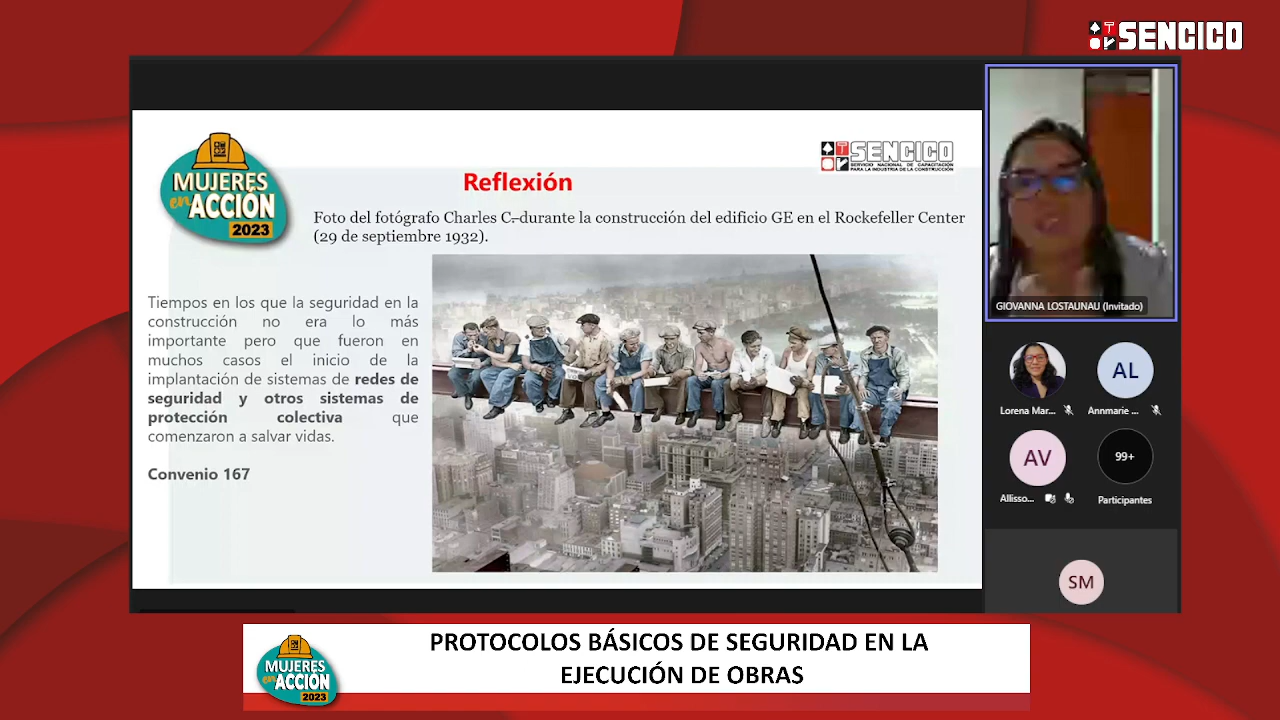 SENCICO
MUJERES
en ACCIÓN
2023
SENCICO
SERVICIO NACIONAL DE CAPACITACIÓN
PARA LA INDUSTRIA DE LA CONSTRUCCIÓN
Reflexión
Foto del fotógrafo Charles C. durante la construcción del edificio GE en el Rockefeller Center
(29 de septiembre 1932).
Tiempos en los que la seguridad en la
construcción no era lo más
importante pero que fueron en
muchos casos el inicio de la
implantación de sistemas de redes de
seguridad y otros sistemas de
protección colectiva que
comenzaron a salvar vidas.
Convenio 167
GIOVANNA LOSTAUNAU (Invitado)
Lorena Mar...
AL
Annmarie ...
AV
Allisso...
99+
Participantes
SM
MUJERES
en ACCIÓN
2023
PROTOCOLOS BÁSICOS DE SEGURIDAD EN LA
EJECUCIÓN DE OBRAS